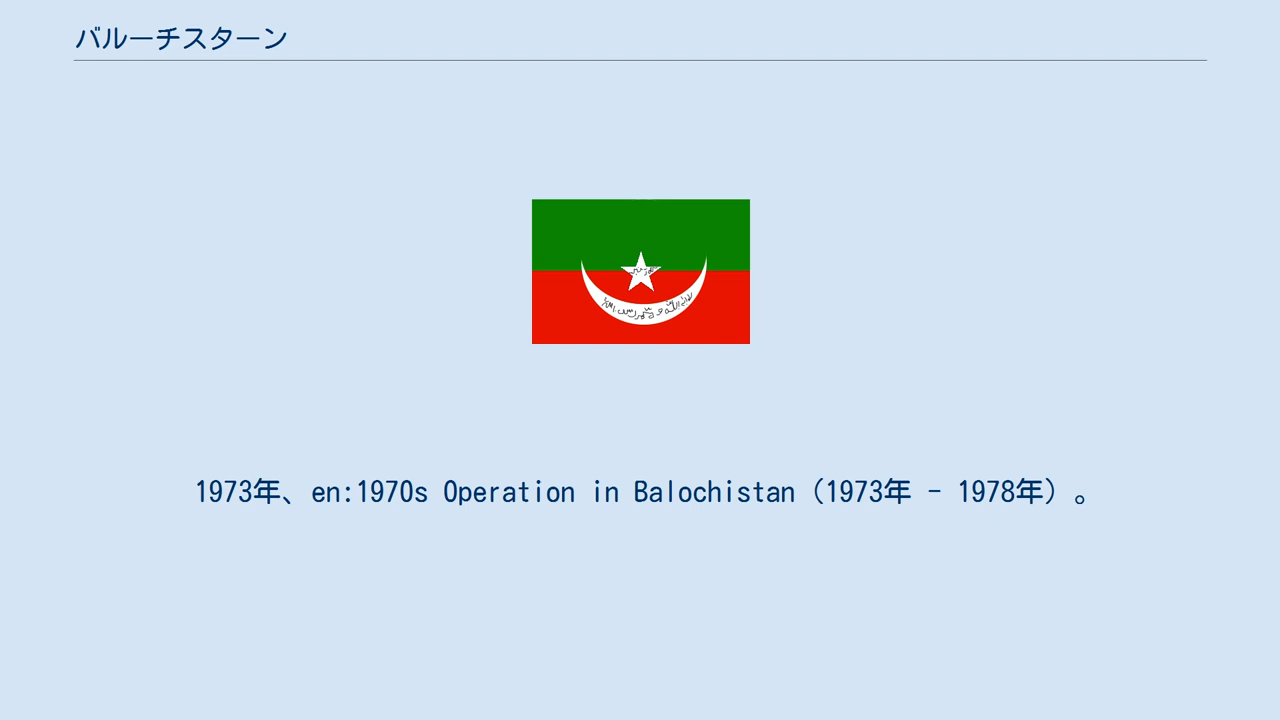 バルーチスターン
1973年、en:1970s Operation in Balochistan（1973年 - 1978年）。